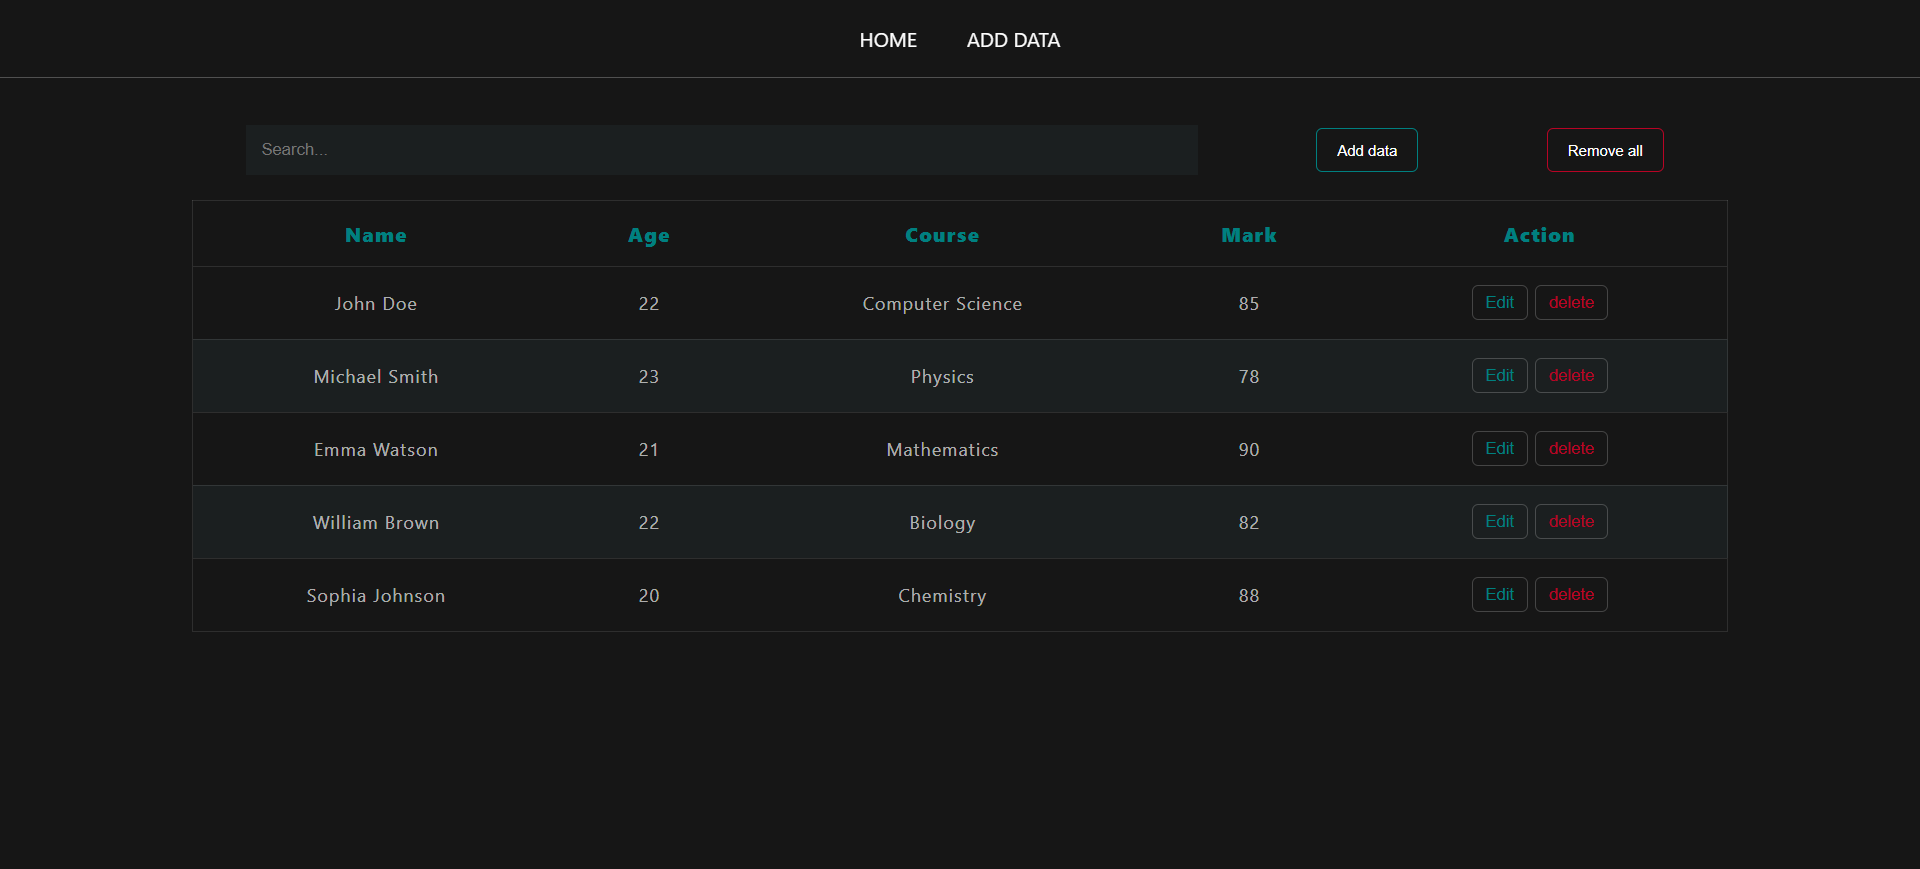 HOME ADD DATA
Search... Add data Remove all
Name Age Course Mark Action
John Doe 22 Computer Science 85 Edit delete
Michael Smith 23 Physics 78 Edit delete
Emma Watson 21 Mathematics 90 Edit delete
William Brown 22 Biology 82 Edit delete
Sophia Johnson 20 Chemistry 88 Edit delete